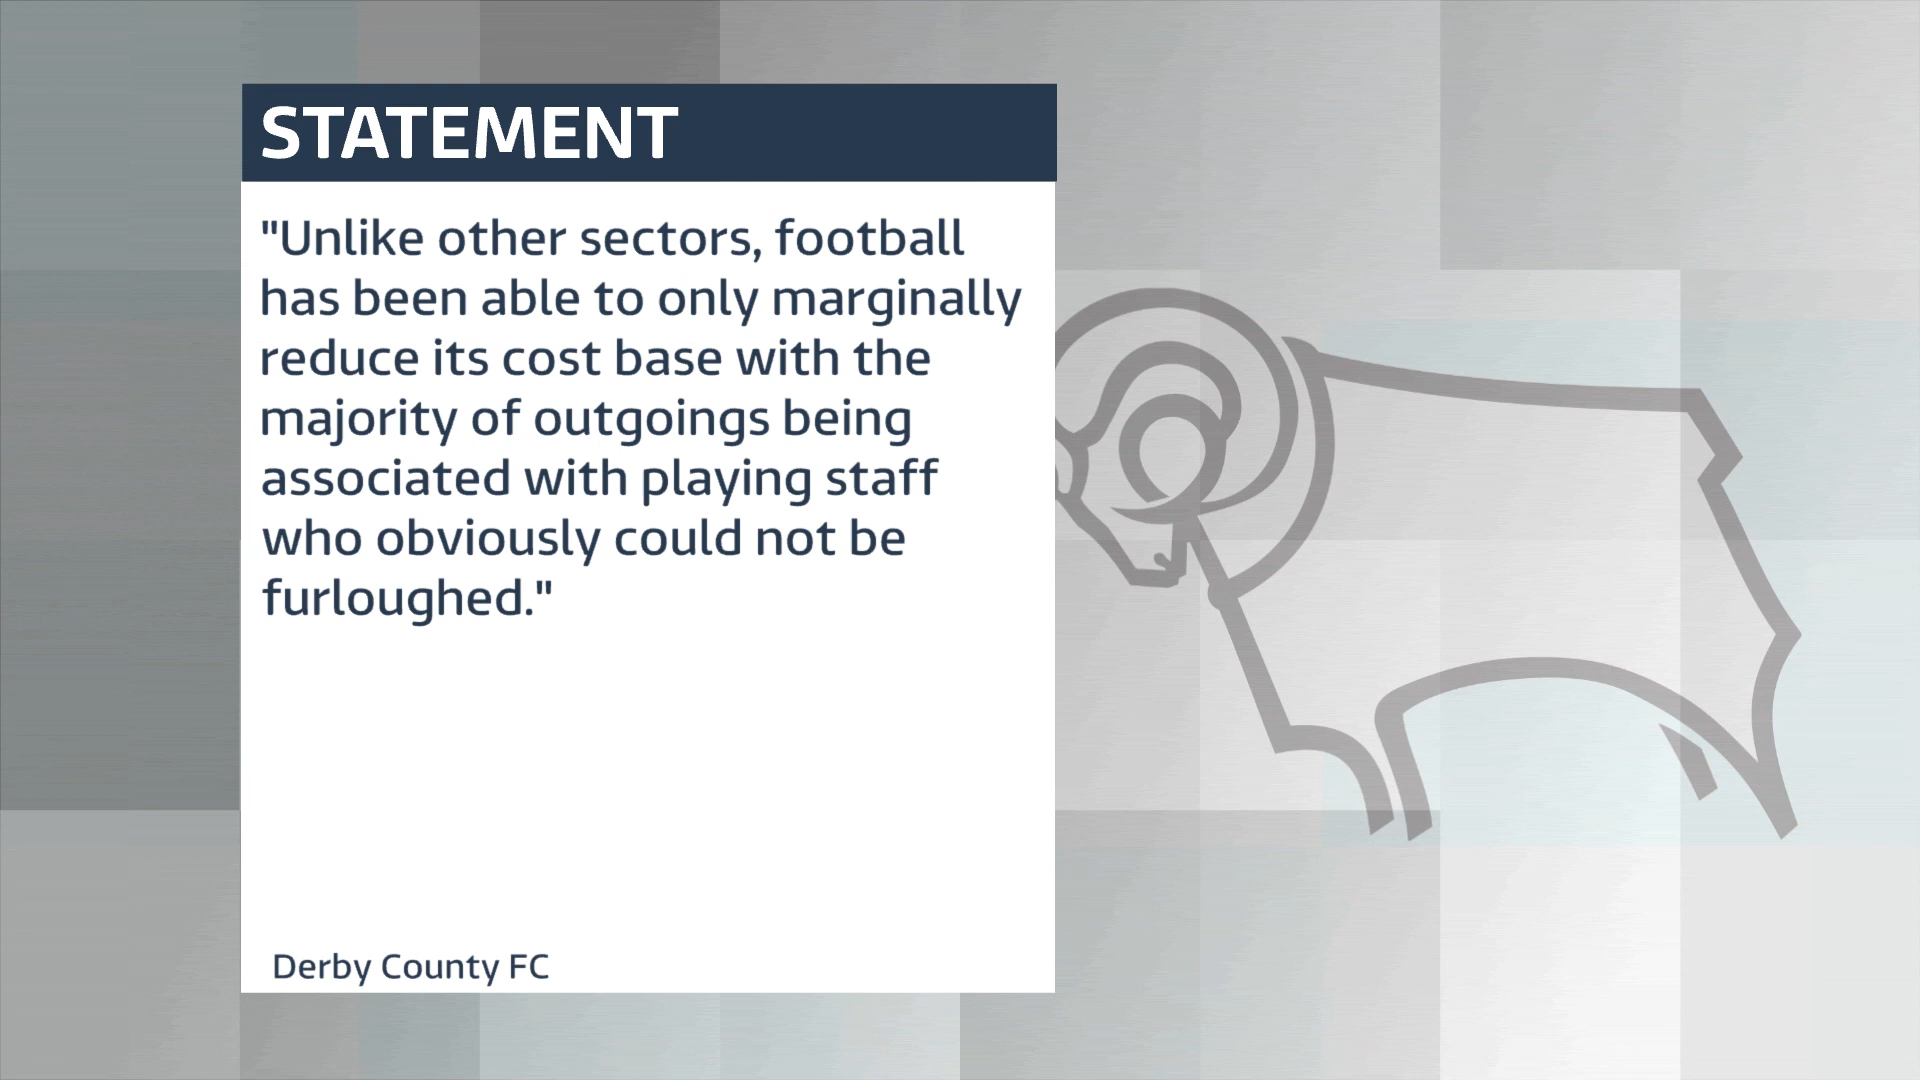 STATEMENT
"Unlike other sectors, football
has been able to only marginally
reduce its cost base with the
majority of outgoings being
associated with playing staff
who obviously could not be
furloughed."
Derby County FC